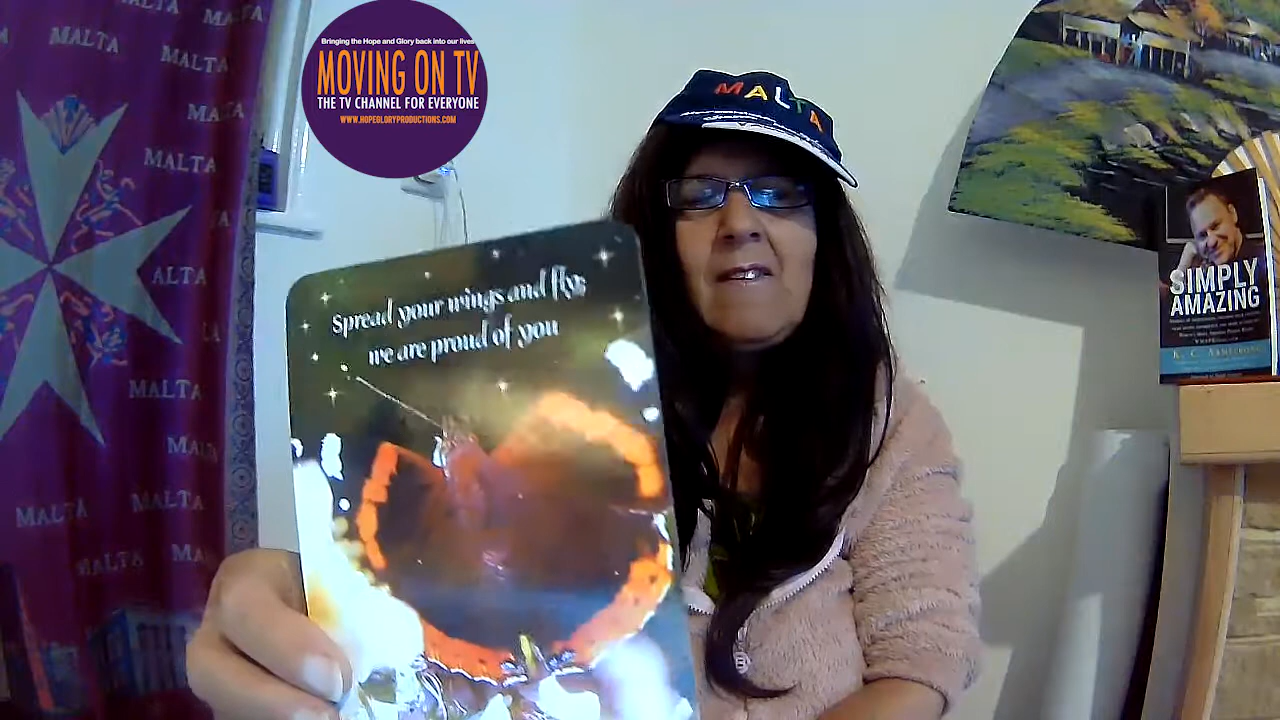 Bringing the Hope and Glory back into our lives
MOVING ON TV
THE TV CHANNEL FOR EVERYONE
WWW.HOPEGLORYPRODUCTIONS.COM
MALTA
Spread your wings and fly,
we are proud of you
SIMPLY
AMAZING
K. C. ARMSTRONG
MALTA
MALTA
MALTA
MALTA
ALTA
MALTA
MALTA
MALTA
MALTA
MALTA